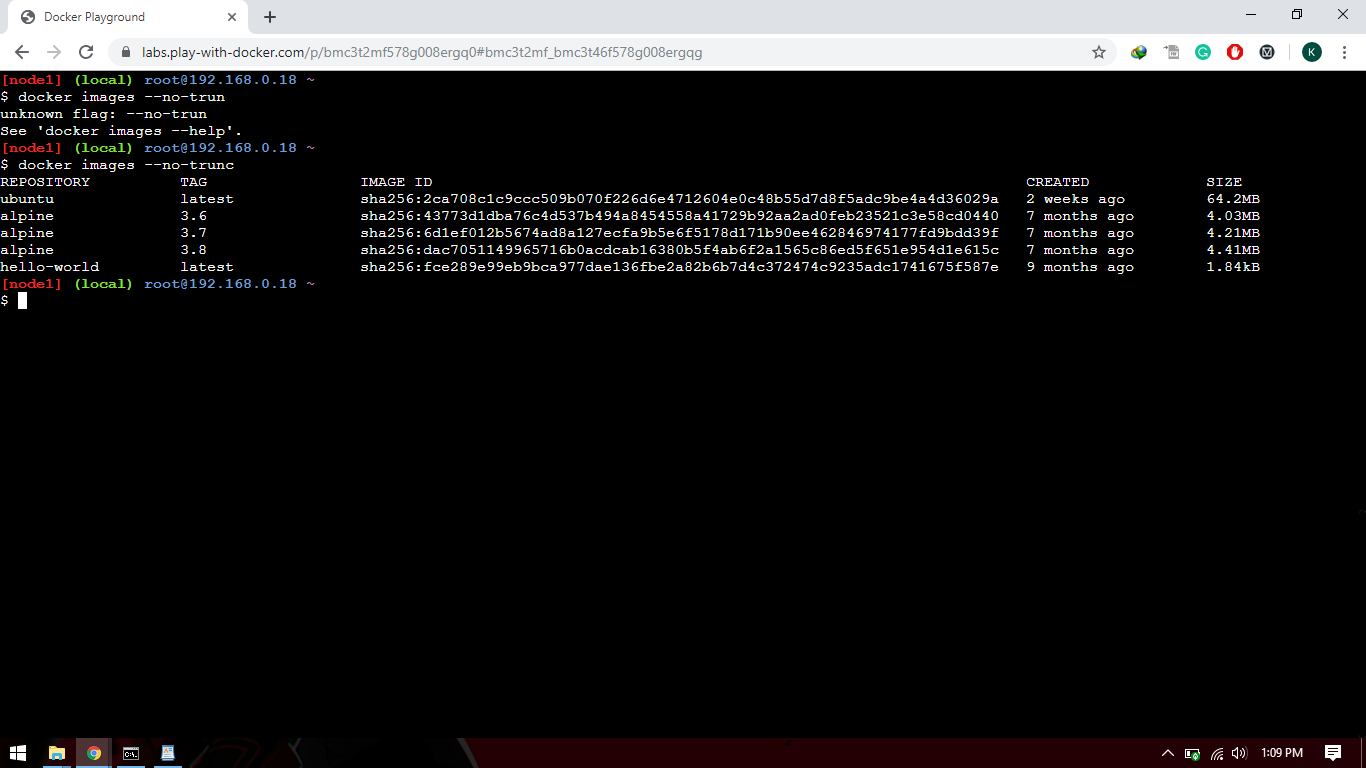 Docker Playground
labs.play-with-docker.com/p/bmc3t2mf578g008ergq0#bmc3t2mf_bmc3t46f578g008ergqg
K
[node1] (local) root@192.168.0.18 ~
$ docker images --no-trun
unknown flag: --no-trun
See 'docker images --help'.
[node1] (local) root@192.168.0.18 ~
$ docker images --no-trunc
REPOSITORY TAG IMAGE ID CREATED SIZE
ubuntu latest sha256:2ca708c1c9ccc509b070f226d6e4712604e0c48b55d7d8f5adc9be4a4d36029a 2 weeks ago 64.2MB
alpine 3.6 sha256:43773d1dba76c4d537b494a8454558a41729b92aa2ad0feb23521c3e58cd0440 7 months ago 4.03MB
alpine 3.7 sha256:6d1ef012b5674ad8a127ecfa9b5e6f5178d171b90ee462846974177fd9bdd39f 7 months ago 4.21MB
alpine 3.8 sha256:dac7051149965716b0acdcab16380b5f4ab6f2a1565c86ed5f651e954d1e615c 7 months ago 4.41MB
hello-world latest sha256:fce289e99eb9bca977dae136fbe2a82b6b7d4c372474c9235adc1741675f587e 9 months ago 1.84kB
[node1] (local) root@192.168.0.18 ~
$
1:09 PM